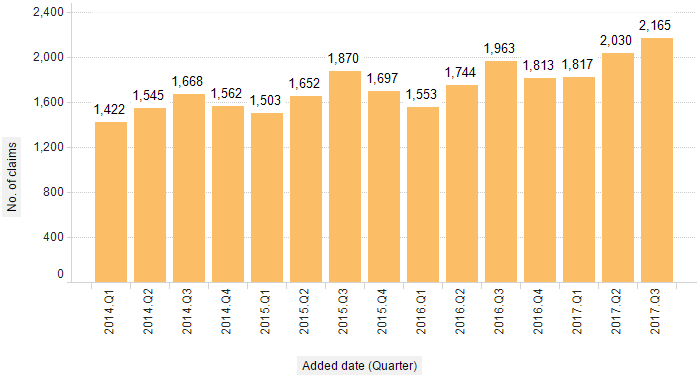 2,400
2,000
1,600
1,200
800
400
0
No. of claims
1,422
1,545
1,668
1,562
1,503
1,652
1,870
1,697
1,553
1,744
1,963
1,813
1,817
2,030
2,165
2014.Q1
2014.Q2
2014.Q3
2014.Q4
2015.Q1
2015.Q2
2015.Q3
2015.Q4
2016.Q1
2016.Q2
2016.Q3
2016.Q4
2017.Q1
2017.Q2
2017.Q3
Added date (Quarter)